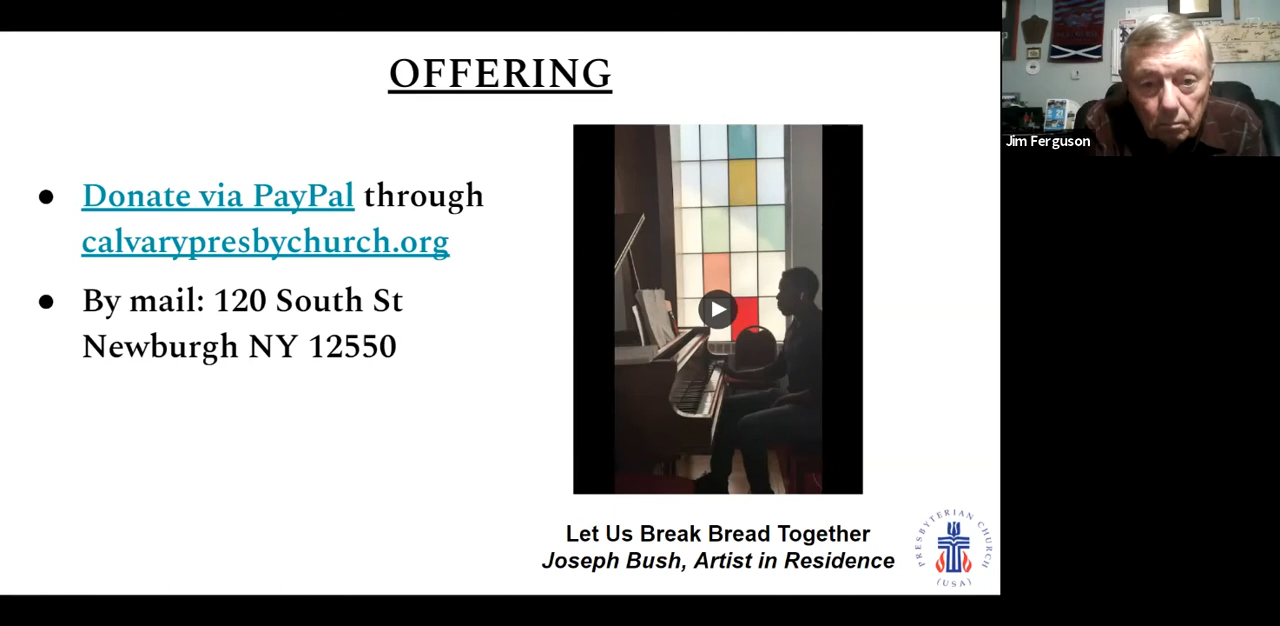 OFFERING
● Donate via PayPal through
calvarypresbychurch.org
● By mail: 120 South St
Newburgh NY 12550
Let Us Break Bread Together
Joseph Bush, Artist in Residence
PRESBYTERIAN CHURCH
(USA)
Jim Ferguson